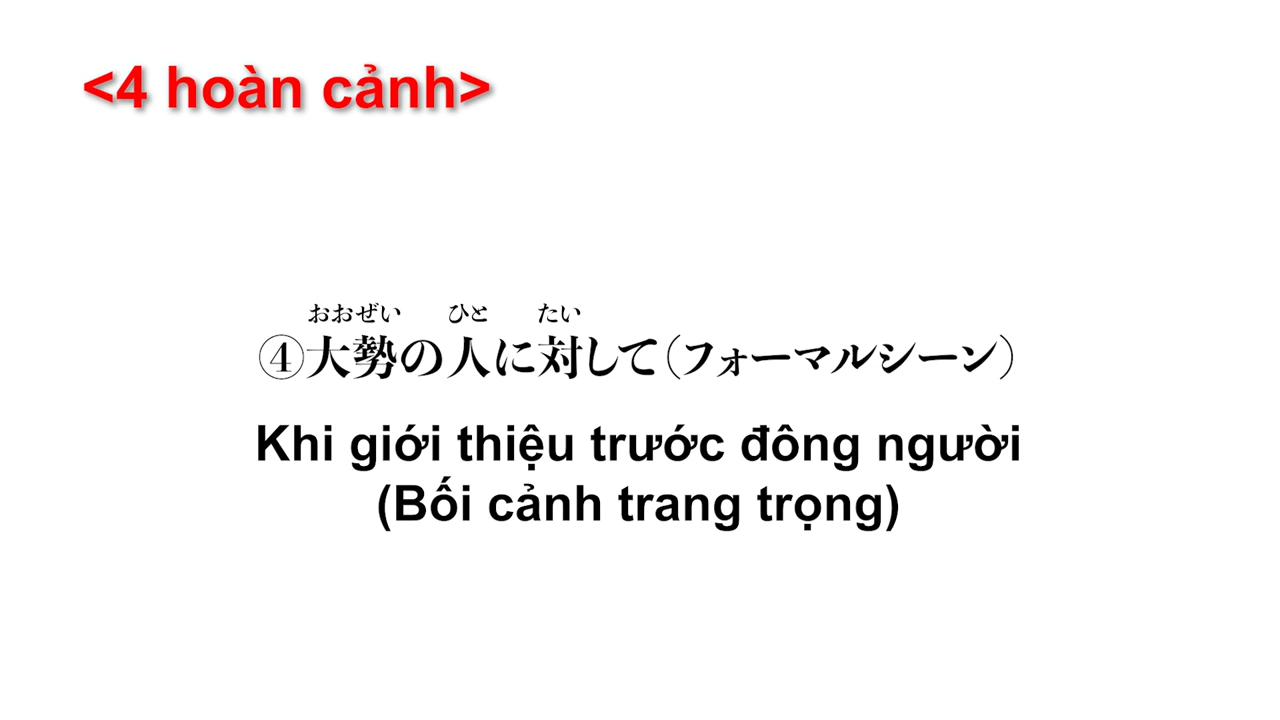 <4 hoàn cảnh>
おおぜい ひと たい
④大勢の人に対して（フォーマルシーン）
Khi giới thiệu trước đông người
(Bối cảnh trang trọng)